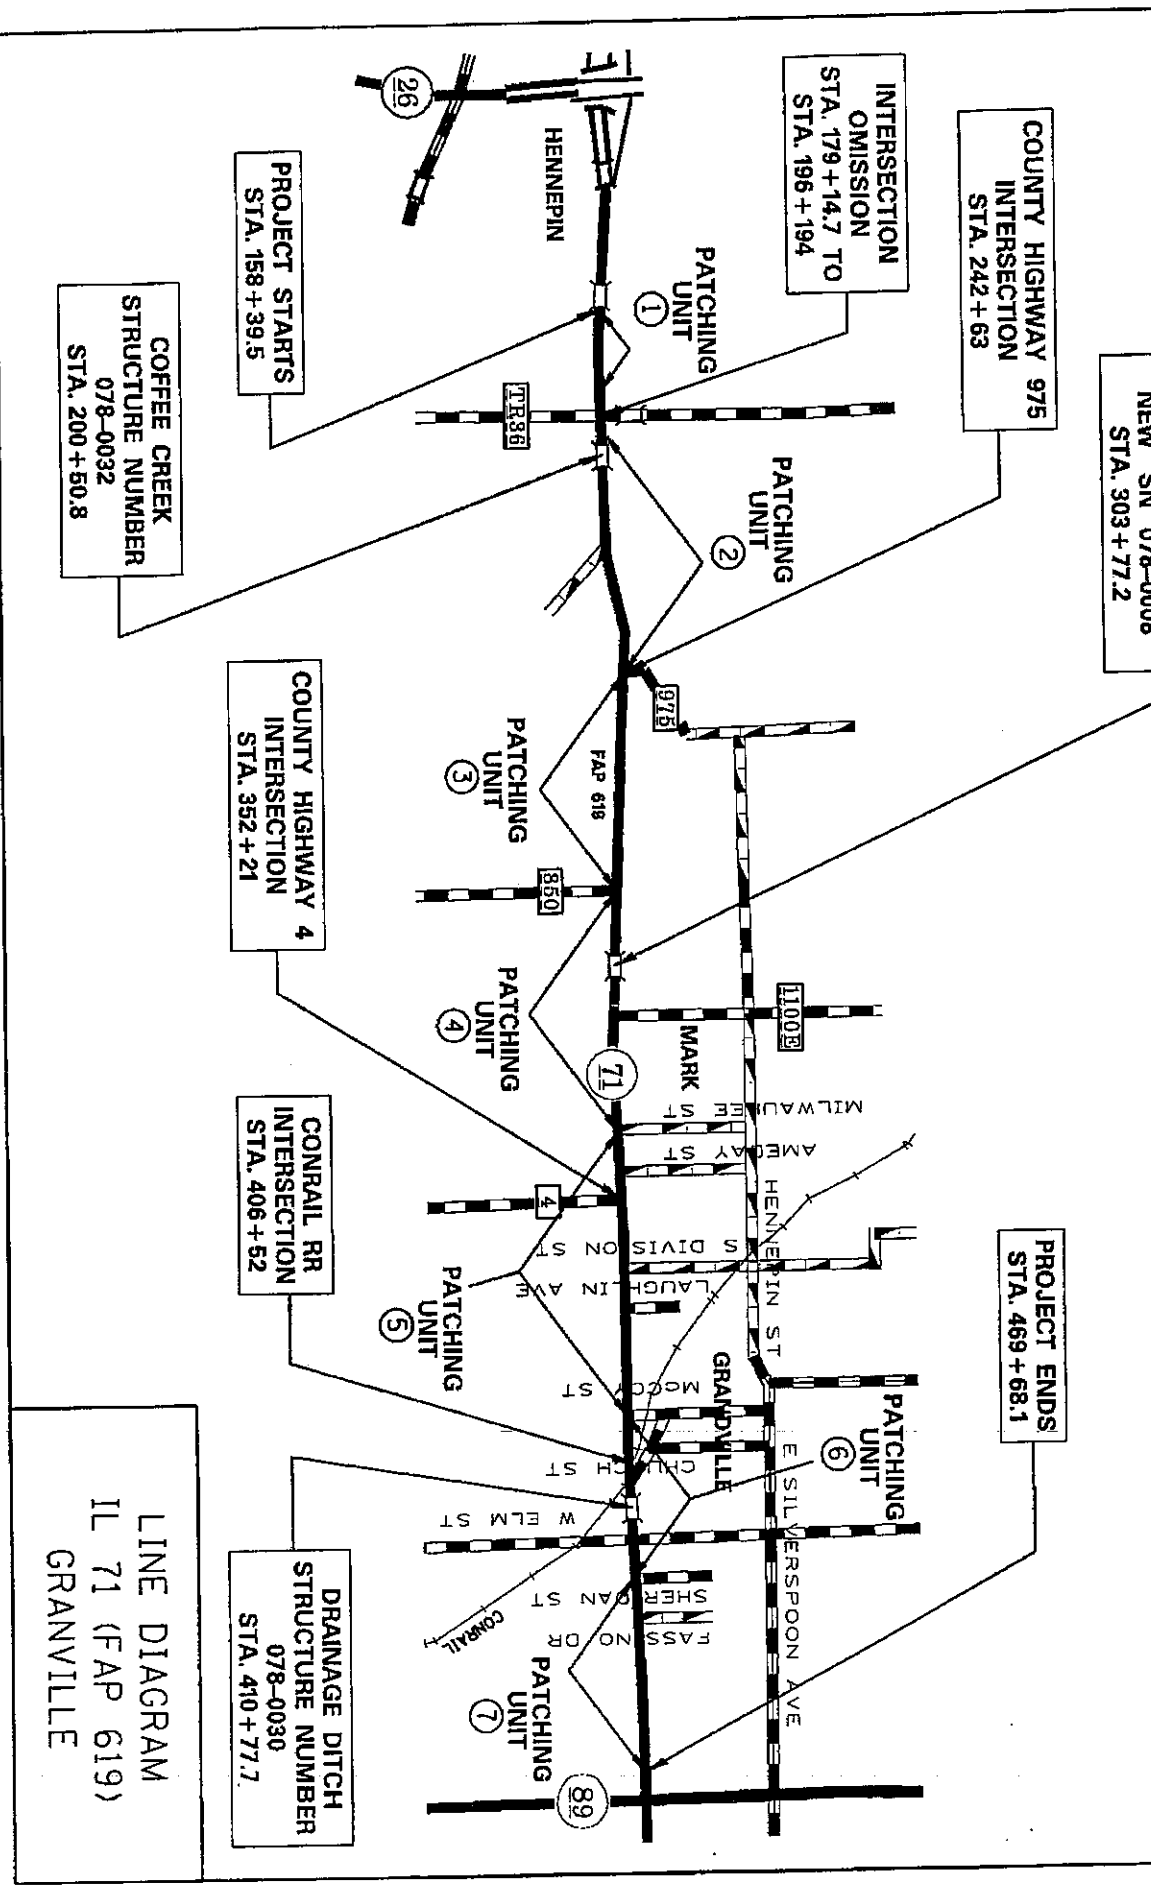 NEW SN 078-0008
STA. 303+77.2
COUNTY HIGHWAY 975
INTERSECTION
STA. 242+63
PROJECT ENDS
STA. 469+68.1
INTERSECTION
OMISSION
STA. 179+14.7 TO
STA. 196+194
PATCHING
UNIT
1
PATCHING
UNIT
2
975
1100E
MARK
MILWAUKEE ST
AMEDAY ST
HENNEPIN ST
S DIVISION ST
LAUGHLIN AVE
GRANDVILLE
McCOY ST
CHURCH ST
PATCHING
UNIT
6
E SILVERSPOON AVE
W ELM ST
SHERIDAN ST
FASSINO DR
CONRAIL
HENNEPIN
26
TR36
FAP 618
71
850
4
89
PATCHING
UNIT
3
PATCHING
UNIT
4
PATCHING
UNIT
5
PATCHING
UNIT
7
PROJECT STARTS
STA. 158+39.5
COFFEE CREEK
STRUCTURE NUMBER
078-0032
STA. 200+50.8
COUNTY HIGHWAY 4
INTERSECTION
STA. 352+21
CONRAIL RR
INTERSECTION
STA. 406+52
DRAINAGE DITCH
STRUCTURE NUMBER
078-0030
STA. 410+77.7
LINE DIAGRAM
IL 71 (FAP 619)
GRANVILLE